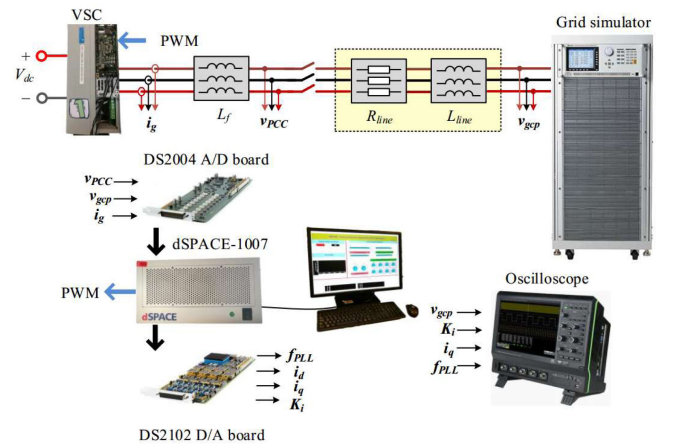 VSC
Grid simulator
PWM
+
V_dc
−
i_g
L_f
v_PCC
R_line
L_line
v_gcp
DS2004 A/D board
v_PCC
v_gcp
i_g
dSPACE-1007
PWM
dSPACE
Oscilloscope
v_gcp
K_i
i_q
f_PLL
f_PLL
i_d
i_q
K_i
DS2102 D/A board